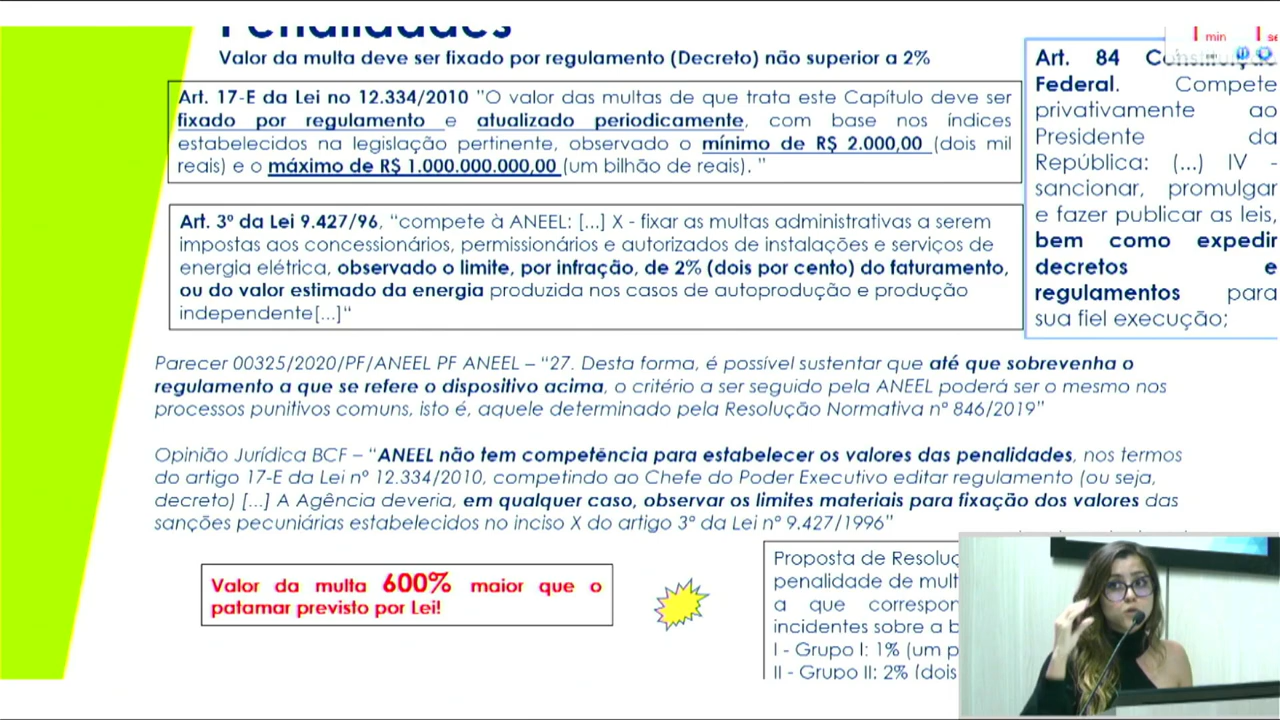 Penalidades
Valor da multa deve ser fixado por regulamento (Decreto) não superior a 2%
Art. 17-E da Lei no 12.334/2010 "O valor das multas de que trata este Capítulo deve ser
fixado por regulamento e atualizado periodicamente, com base nos índices
estabelecidos na legislação pertinente, observado o mínimo de R$ 2.000,00 (dois mil
reais) e o máximo de R$ 1.000.000.000,00 (um bilhão de reais). "
Art. 3º da Lei 9.427/96, “compete à ANEEL: [...] X - fixar as multas administrativas a serem
impostas aos concessionários, permissionários e autorizados de instalações e serviços de
energia elétrica, observado o limite, por infração, de 2% (dois por cento) do faturamento,
ou do valor estimado da energia produzida nos casos de autoprodução e produção
independente[...]“
min
Art. 84 Constituição
Federal. Compete
privativamente ao
Presidente da
República: (...) IV -
sancionar, promulgar
e fazer publicar as leis,
bem como expedir
decretos e
regulamentos para
sua fiel execução;
Parecer 00325/2020/PF/ANEEL PF ANEEL – “27. Desta forma, é possível sustentar que até que sobrevenha o
regulamento a que se refere o dispositivo acima, o critério a ser seguido pela ANEEL poderá ser o mesmo nos
processos punitivos comuns, isto é, aquele determinado pela Resolução Normativa nº 846/2019”
Opinião Jurídica BCF – “ANEEL não tem competência para estabelecer os valores das penalidades, nos termos
do artigo 17-E da Lei nº 12.334/2010, competindo ao Chefe do Poder Executivo editar regulamento (ou seja,
decreto) [...] A Agência deveria, em qualquer caso, observar os limites materiais para fixação dos valores das
sanções pecuniárias estabelecidos no inciso X do artigo 3º da Lei nº 9.427/1996”
Valor da multa 600% maior que o
patamar previsto por Lei!
Proposta de Resoluç
penalidade de mult
a que correspon
incidentes sobre a b
I - Grupo I: 1% (um p
II - Grupo II: 2% (dois